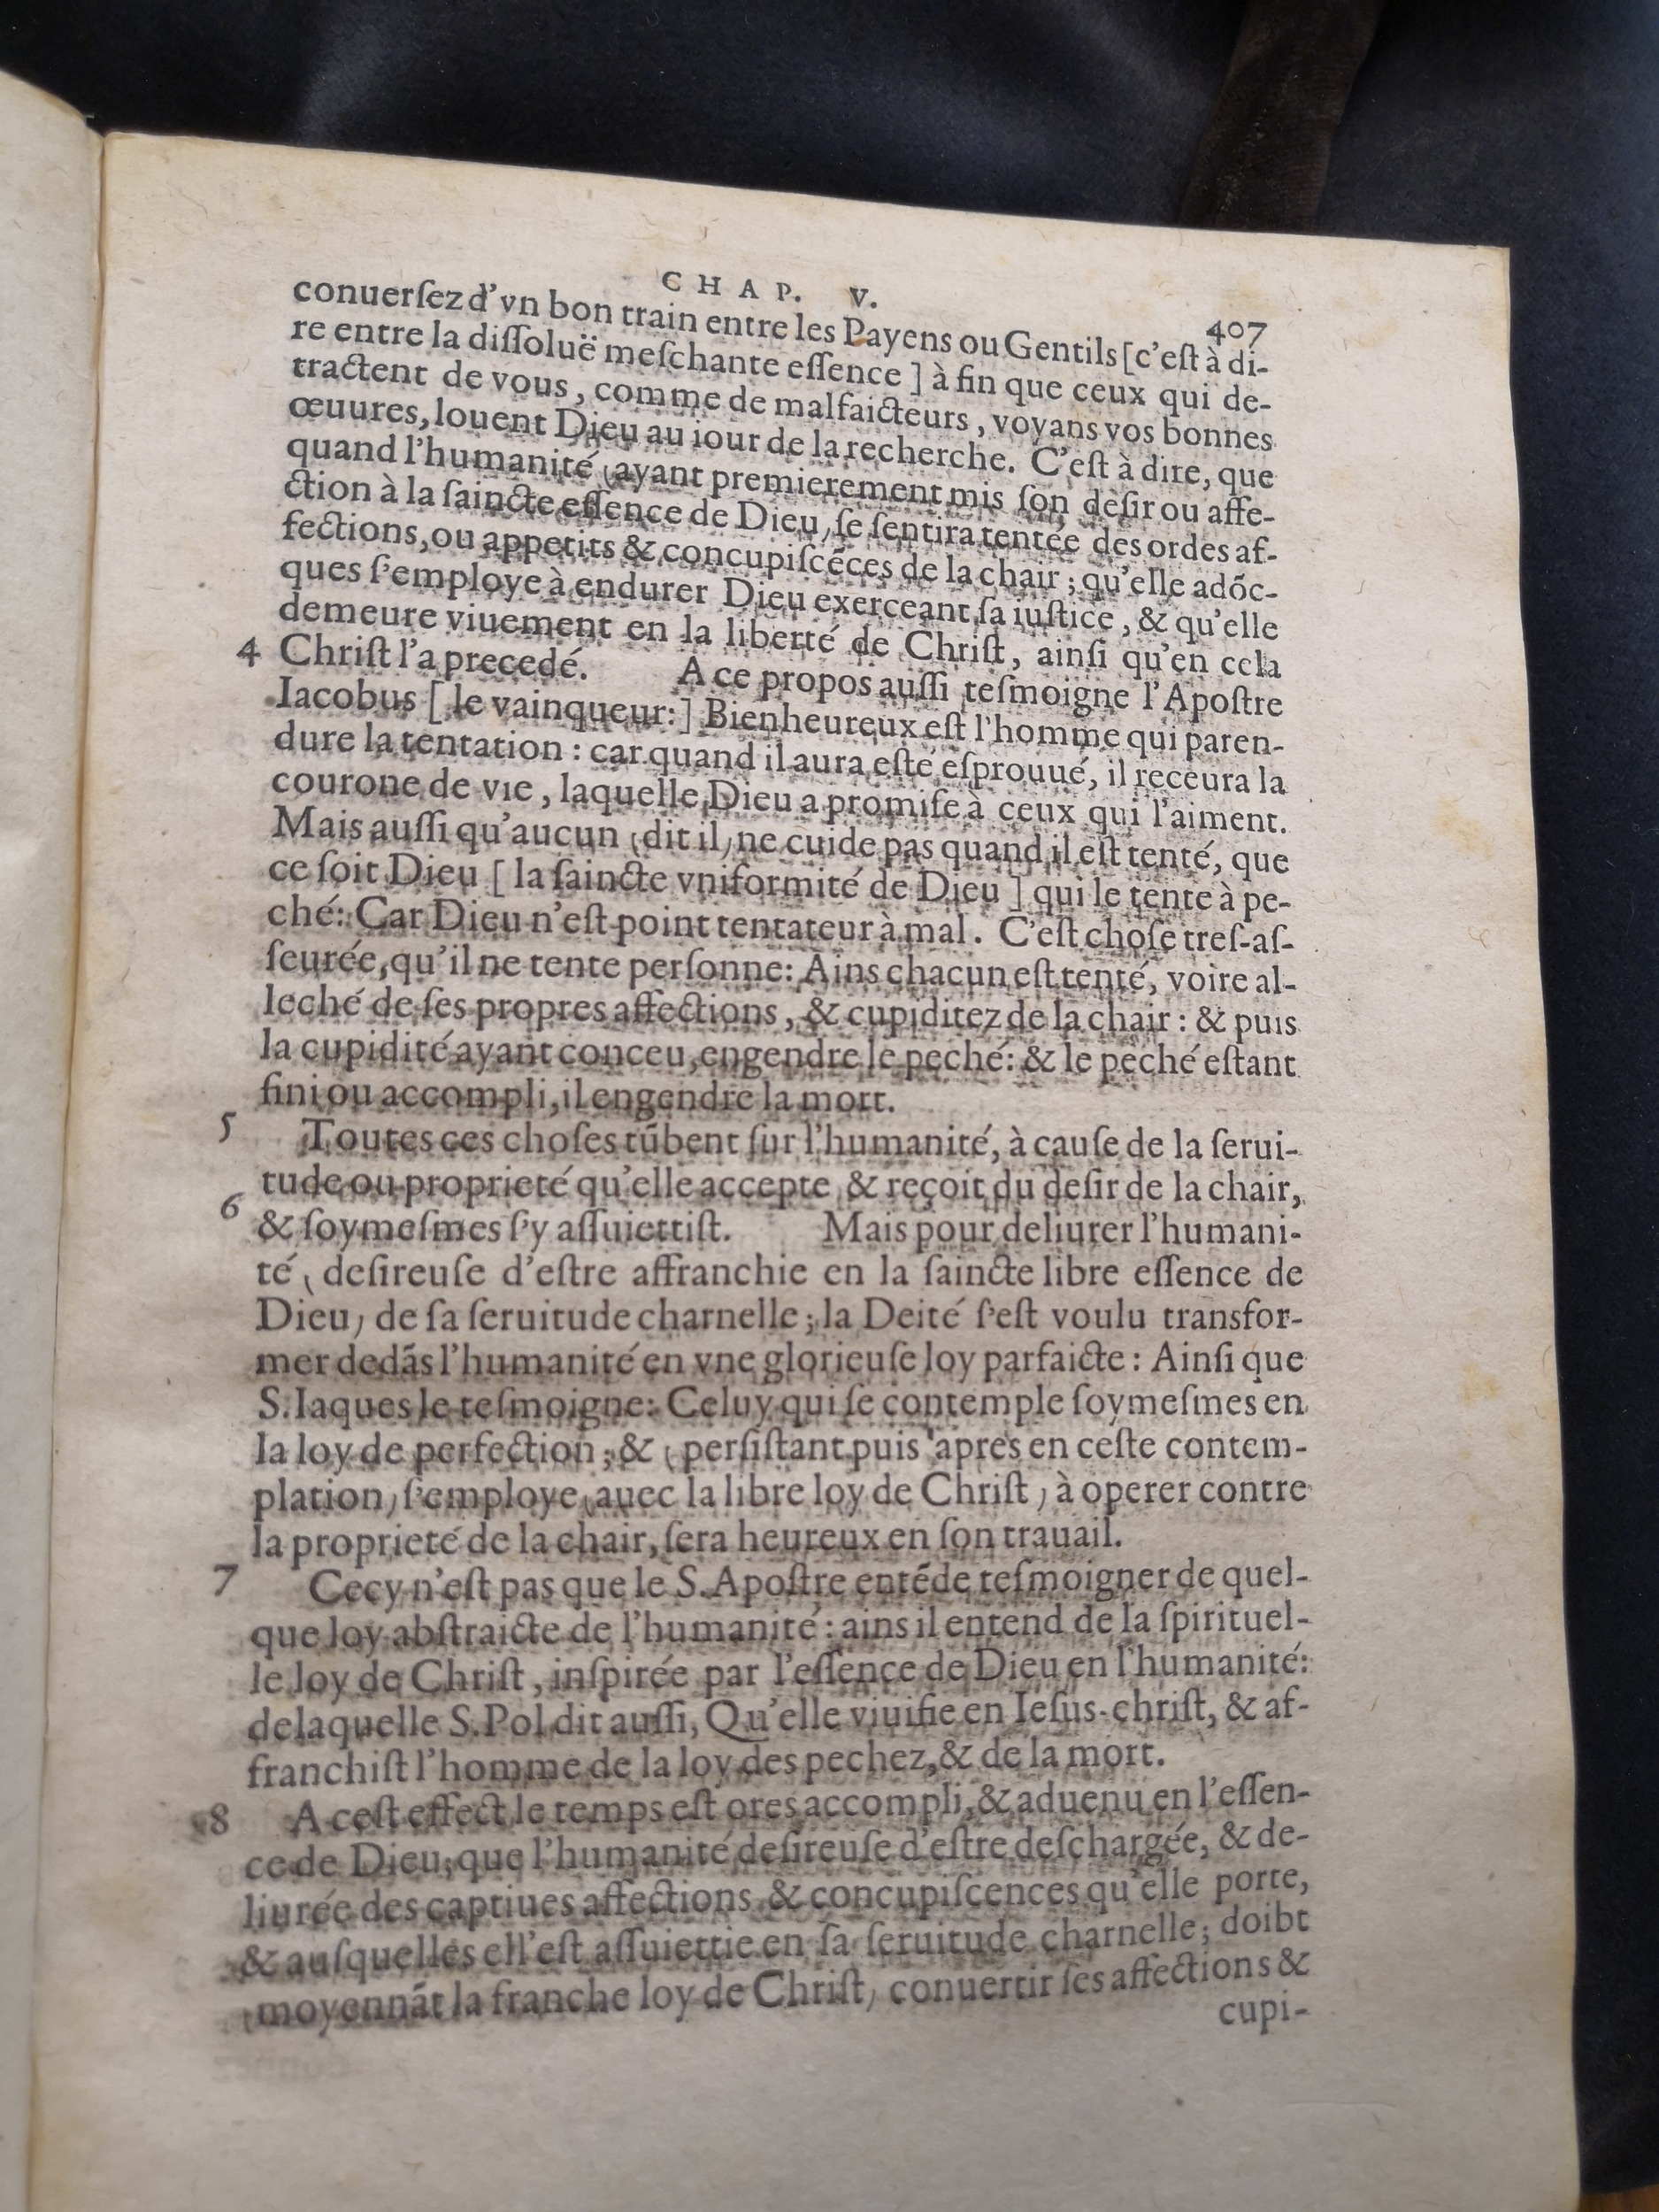 CHAP. V. 407
conuerſez d'vn bon train entre les Payens ou Gentils [c'eſt à di-
re entre la diſſoluë meſchante eſſence] à fin que ceux qui de-
tractent de vous, comme de malfaicteurs, voyans vos bonnes
œuures, louent Dieu au iour de la recherche. C'eſt à dire, que
quand l'humanité (ayant premierement mis ſon deſir ou affe-
ction à la ſaincte eſſence de Dieu) ſe ſentira tentée des ordes af-
fections, ou appetits & concupiſcēces de la chair; qu'elle adōc-
ques ſ'employe à endurer Dieu exerceant ſa iuſtice, & qu'elle
demeure viuement en la liberté de Chriſt, ainſi qu'en cela
4 Chriſt l'a precedé. A ce propos auſſi teſmoigne l'Apoſtre
Iacobus [le vainqueur:] Bienheureux eſt l'homme qui paren-
dure la tentation: car quand il aura eſté eſprouué, il receura la
courone de vie, laquelle Dieu a promiſe à ceux qui l'aiment.
Mais auſſi qu'aucun (dit il) ne cuide pas quand il eſt tenté, que
ce ſoit Dieu [la ſaincte vniformité de Dieu] qui le tente à pe-
ché: Car Dieu n'eſt point tentateur à mal. C'eſt choſe treſ-aſ-
ſeurée, qu'il ne tente perſonne: Ains chacun eſt tenté, voire al-
leché de ſes propres affections, & cupiditez de la chair: & puis
la cupidité ayant conceu, engendre le peché: & le peché eſtant
fini ou accompli, il engendre la mort.
5 Toutes ces choſes tūbent ſur l'humanité, à cauſe de la ſerui-
tude ou proprieté qu'elle accepte & reçoit du deſir de la chair,
6 & ſoymeſmes ſ'y aſſuiettiſt. Mais pour deliurer l'humani-
té (deſireuſe d'eſtre affranchie en la ſaincte libre eſſence de
Dieu) de ſa ſeruitude charnelle; la Deité ſ'eſt voulu transfor-
mer dedãs l'humanité en vne glorieuſe loy parfaicte: Ainſi que
S. Iaques le teſmoigne: Celuy qui ſe contemple ſoymeſmes en
la loy de perfection; & (perſiſtant puis apres en ceſte contem-
plation) ſ'employe (auec la libre loy de Chriſt) à operer contre
la proprieté de la chair, ſera heureux en ſon trauail.
7 Cecy n'eſt pas que le S. Apoſtre entēde teſmoigner de quel-
que loy abſtraicte de l'humanité: ains il entend de la ſpirituel-
le loy de Chriſt, inſpirée par l'eſſence de Dieu en l'humanité:
delaquelle S. Pol dit auſſi, Qu'elle viuifie en Ieſus-chriſt, & af-
franchiſt l'homme de la loy des pechez, & de la mort.
8 A ceſt effect le temps eſt ores accompli, & aduenu en l'eſſen-
ce de Dieu; que l'humanité deſireuſe d'eſtre deſchargée, & de-
liurée des captiues affections & concupiſcences qu'elle porte,
& auſquelles ell'eſt aſſuiettie en ſa ſeruitude charnelle; doibt
(moyennãt la franche loy de Chriſt) conuertir ſes affections &
cupi-